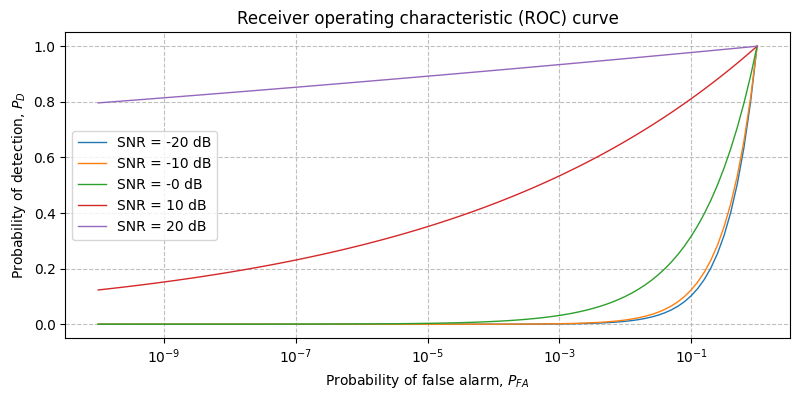 Receiver operating characteristic (ROC) curve
Probability of detection, $P_D$
1.0
0.8
0.6
0.4
0.2
0.0
SNR = -20 dB
SNR = -10 dB
SNR = -0 dB
SNR = 10 dB
SNR = 20 dB
10⁻⁹ 10⁻⁷ 10⁻⁵ 10⁻³ 10⁻¹
Probability of false alarm, $P_{FA}$